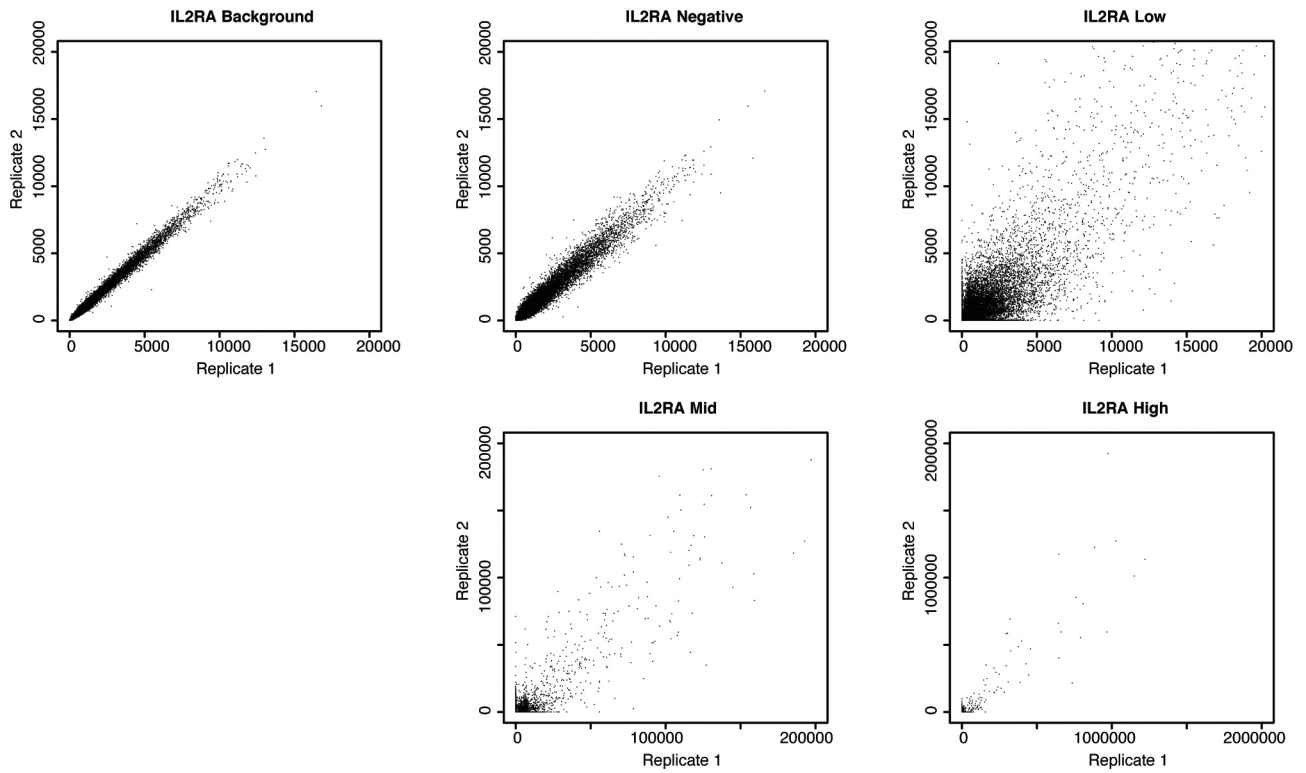 IL2RA Background
Replicate 2
0
5000
10000
15000
20000
0
5000
10000
15000
20000
Replicate 1
IL2RA Negative
Replicate 2
0
5000
10000
15000
20000
0
5000
10000
15000
20000
Replicate 1
IL2RA Low
Replicate 2
0
5000
10000
15000
20000
0
5000
10000
15000
20000
Replicate 1
IL2RA Mid
Replicate 2
0
100000
200000
0
100000
200000
Replicate 1
IL2RA High
Replicate 2
0
1000000
2000000
0
1000000
2000000
Replicate 1